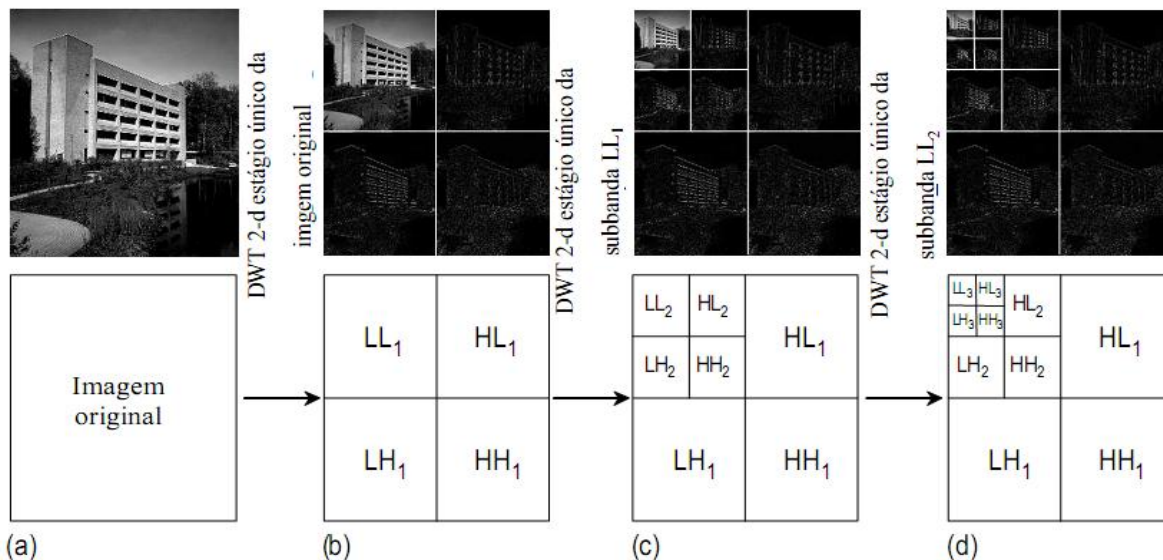 DWT 2-d estágio único da
imgem original
DWT 2-d estágio único da
subbanda LL1
DWT 2-d estágio único da
subbanda LL2
Imagem
original
LL1 HL1
LH1 HH1
LL2 HL2
LH2 HH2
HL1
LH1 HH1
LL3 HL3
LH3 HH3
HL2
LH2 HH2
HL1
LH1 HH1
(a) (b) (c) (d)